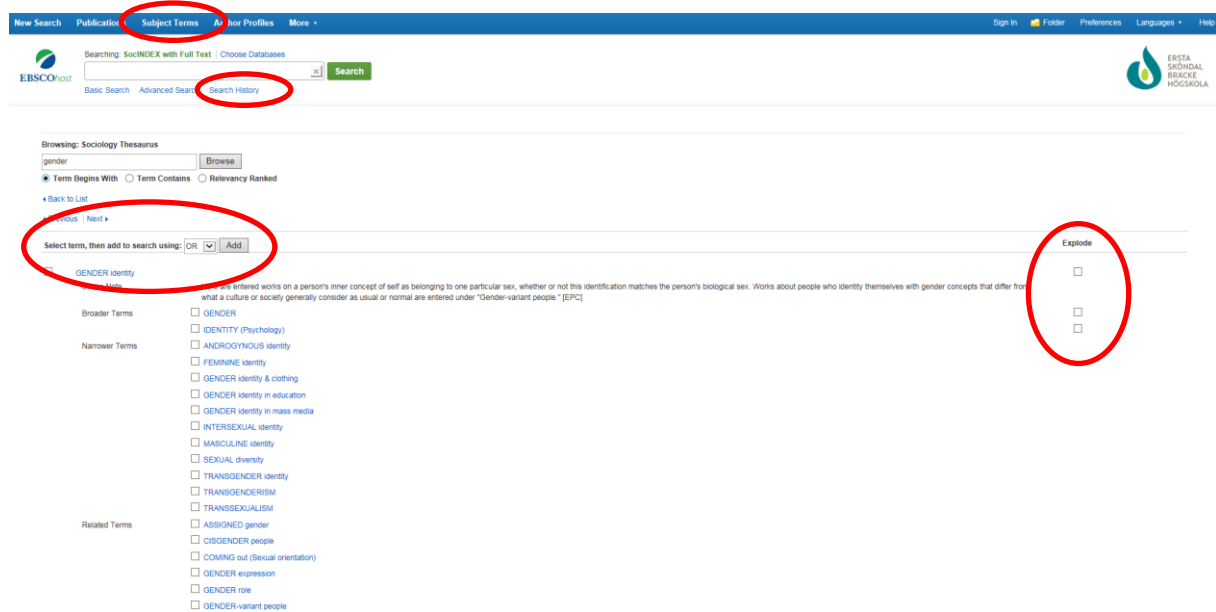 New Search Publications Subject Terms Author Profiles More Sign In Folder Preferences Languages Help
Searching: SocINDEX with Full Text | Choose Databases
EBSCOhost
Search
Basic Search Advanced Search Search History
ERSTA
SKÖNDAL
BRÄCKE
HÖGSKOLA
Browsing: Sociology Thesaurus
gender Browse
Term Begins With Term Contains Relevancy Ranked
Back to List
Previous | Next
Select term, then add to search using: OR Add Explode
GENDER identity
Scope Note Here are entered works on a person's inner concept of self as belonging to one particular sex, whether or not this identification matches the person's biological sex. Works about people who identify themselves with gender concepts that differ from
what a culture or society generally consider as usual or normal are entered under "Gender-variant people." [EPC]
Broader Terms GENDER
IDENTITY (Psychology)
Narrower Terms ANDROGYNOUS identity
FEMININE identity
GENDER identity & clothing
GENDER identity in education
GENDER identity in mass media
INTERSEXUAL identity
MASCULINE identity
SEXUAL diversity
TRANSGENDER identity
TRANSGENDERISM
TRANSSEXUALISM
Related Terms ASSIGNED gender
CISGENDER people
COMING out (Sexual orientation)
GENDER expression
GENDER role
GENDER-variant people